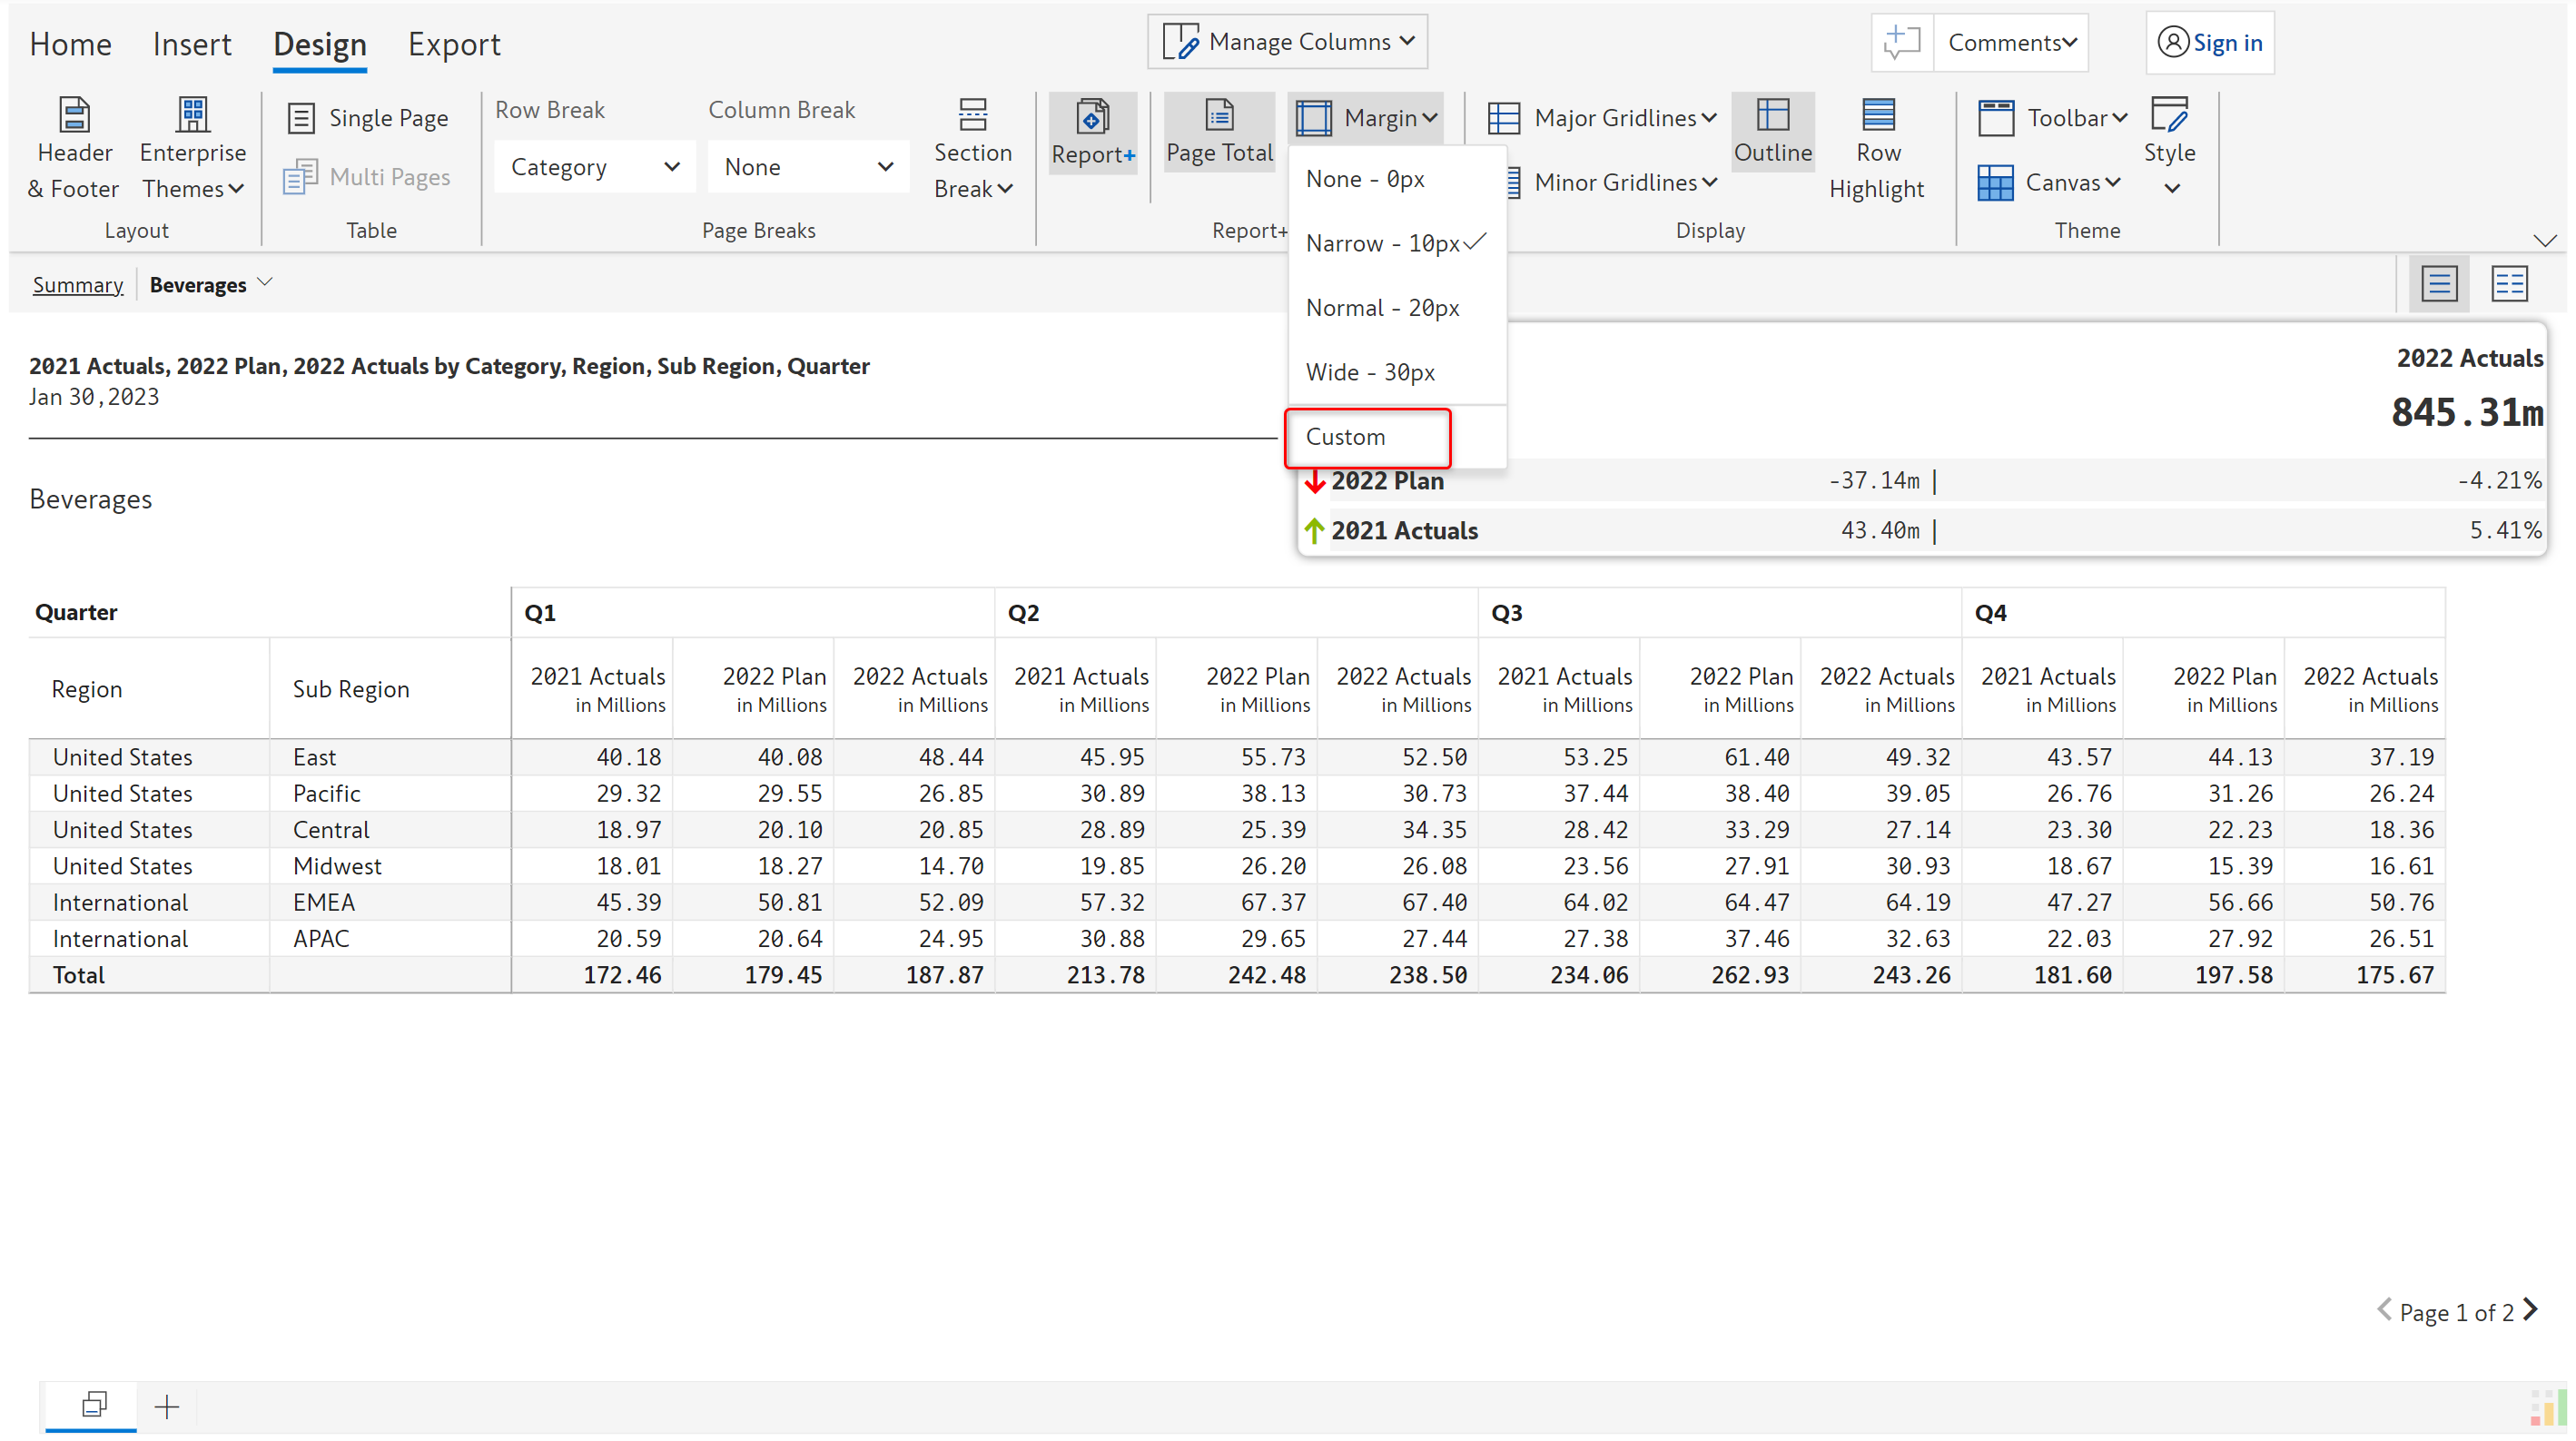 Home Insert Design Export Manage Columns Comments Sign in
Header & Footer
Enterprise Themes
Single Page
Multi Pages
Row Break Column Break
Category None
Section Break
Report+
Page Total
Margin
Major Gridlines
Minor Gridlines
Outline
Row Highlight
Toolbar
Canvas
Style
Layout Table Page Breaks Report+ Display Theme
None - 0px
Narrow - 10px
Normal - 20px
Wide - 30px
Custom
Summary Beverages
2021 Actuals, 2022 Plan, 2022 Actuals by Category, Region, Sub Region, Quarter
Jan 30,2023
Beverages
2022 Actuals
845.31m
2022 Plan -37.14m -4.21%
2021 Actuals 43.40m 5.41%
Quarter Q1 Q2 Q3 Q4
Region Sub Region 2021 Actuals 2022 Plan 2022 Actuals 2021 Actuals 2022 Plan 2022 Actuals 2021 Actuals 2022 Plan 2022 Actuals 2021 Actuals 2022 Plan 2022 Actuals
in Millions in Millions in Millions in Millions in Millions in Millions in Millions in Millions in Millions in Millions in Millions in Millions
United States East 40.18 40.08 48.44 45.95 55.73 52.50 53.25 61.40 49.32 43.57 44.13 37.19
United States Pacific 29.32 29.55 26.85 30.89 38.13 30.73 37.44 38.40 39.05 26.76 31.26 26.24
United States Central 18.97 20.10 20.85 28.89 25.39 34.35 28.42 33.29 27.14 23.30 22.23 18.36
United States Midwest 18.01 18.27 14.70 19.85 26.20 26.08 23.56 27.91 30.93 18.67 15.39 16.61
International EMEA 45.39 50.81 52.09 57.32 67.37 67.40 64.02 64.47 64.19 47.27 56.66 50.76
International APAC 20.59 20.64 24.95 30.88 29.65 27.44 27.38 37.46 32.63 22.03 27.92 26.51
Total 172.46 179.45 187.87 213.78 242.48 238.50 234.06 262.93 243.26 181.60 197.58 175.67
Page 1 of 2